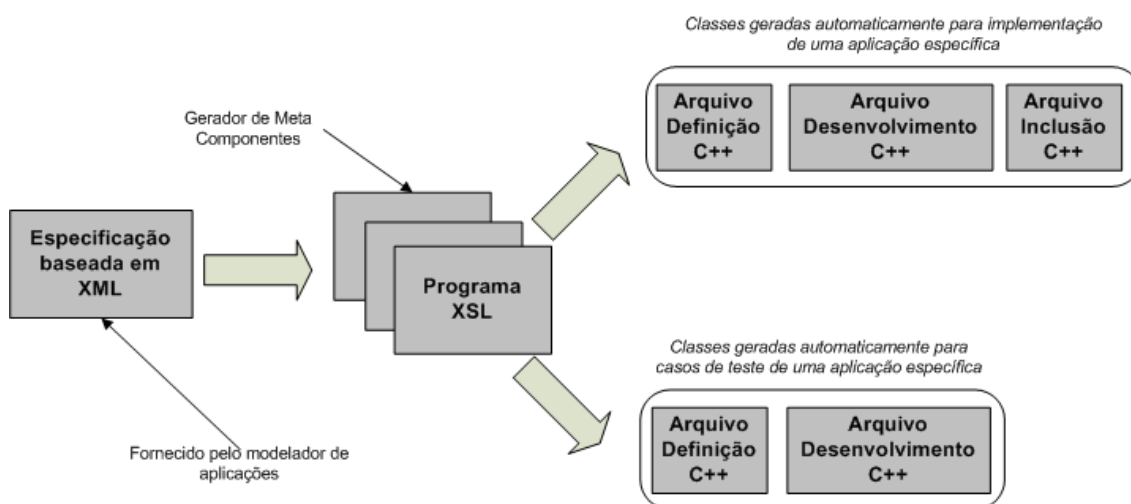 Classes geradas automaticamente para implementação
de uma aplicação específica
Arquivo
Definição
C++
Arquivo
Desenvolvimento
C++
Arquivo
Inclusão
C++
Gerador de Meta
Componentes
Especificação
baseada em
XML
Programa
XSL
Classes geradas automaticamente para
casos de teste de uma aplicação específica
Arquivo
Definição
C++
Arquivo
Desenvolvimento
C++
Fornecido pelo modelador de
aplicações